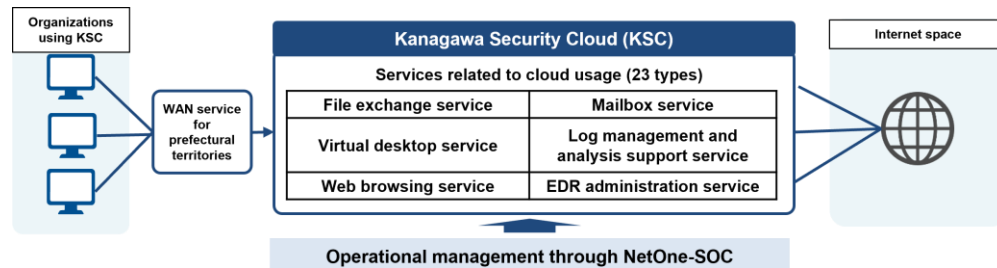 Organizations
using KSC
WAN service
for
prefectural
territories
Kanagawa Security Cloud (KSC)
Services related to cloud usage (23 types)
File exchange service
Mailbox service
Virtual desktop service
Log management and
analysis support service
Web browsing service
EDR administration service
Operational management through NetOne-SOC
Internet space